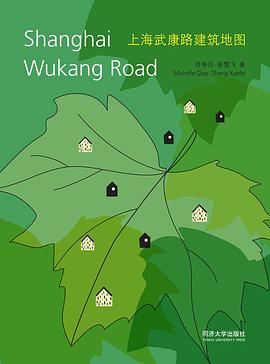 Shanghai
Wukang Road
上海武康路建筑地图
乔争月 张雪飞 著
Michelle Qiao Zhang Xuefei
同济大学出版社
TONGJI UNIVERSITY PRESS